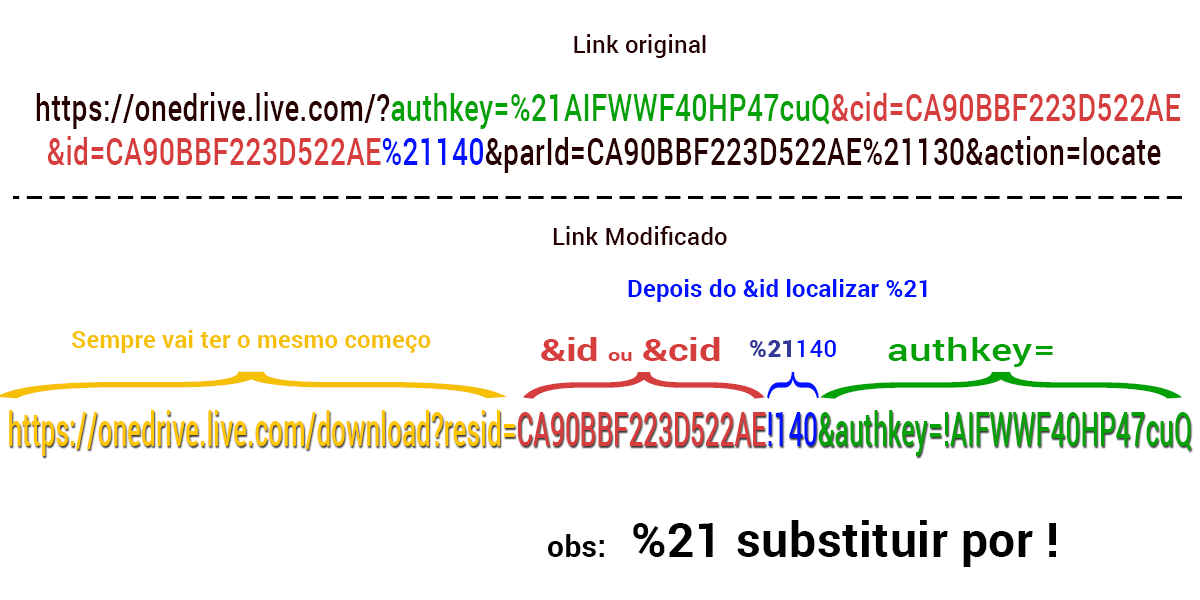 Link original
https://onedrive.live.com/?authkey=%21AIFWWF40HP47cuQ&cid=CA90BBF223D522AE
&id=CA90BBF223D522AE%21140&parId=CA90BBF223D522AE%21130&action=locate
Link Modificado
Depois do &id localizar %21
Sempre vai ter o mesmo começo
&id ou &cid
%21140
authkey=
https://onedrive.live.com/download?resid=CA90BBF223D522AE!140&authkey=!AIFWWF40HP47cuQ
obs: %21 substituir por !